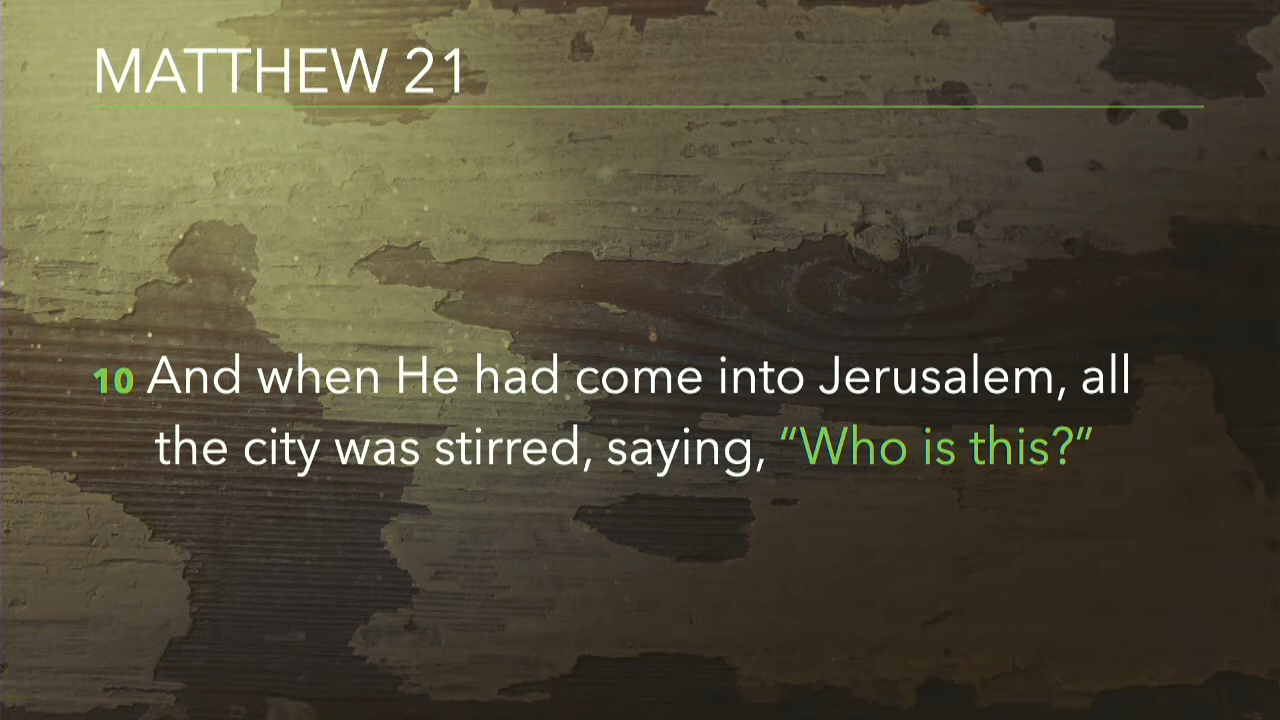 MATTHEW 21
10 And when He had come into Jerusalem, all
the city was stirred, saying, “Who is this?”